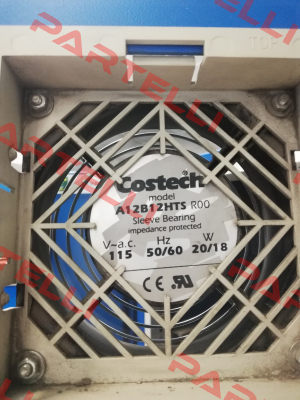 PARTELLI
PARTELLI
Costech
model
A12B12HTS R00
Sleeve Bearing
impedance protected
V~a.c. Hz W
115 50/60 20/18
CE RU
PARTELLI
PARTELLI